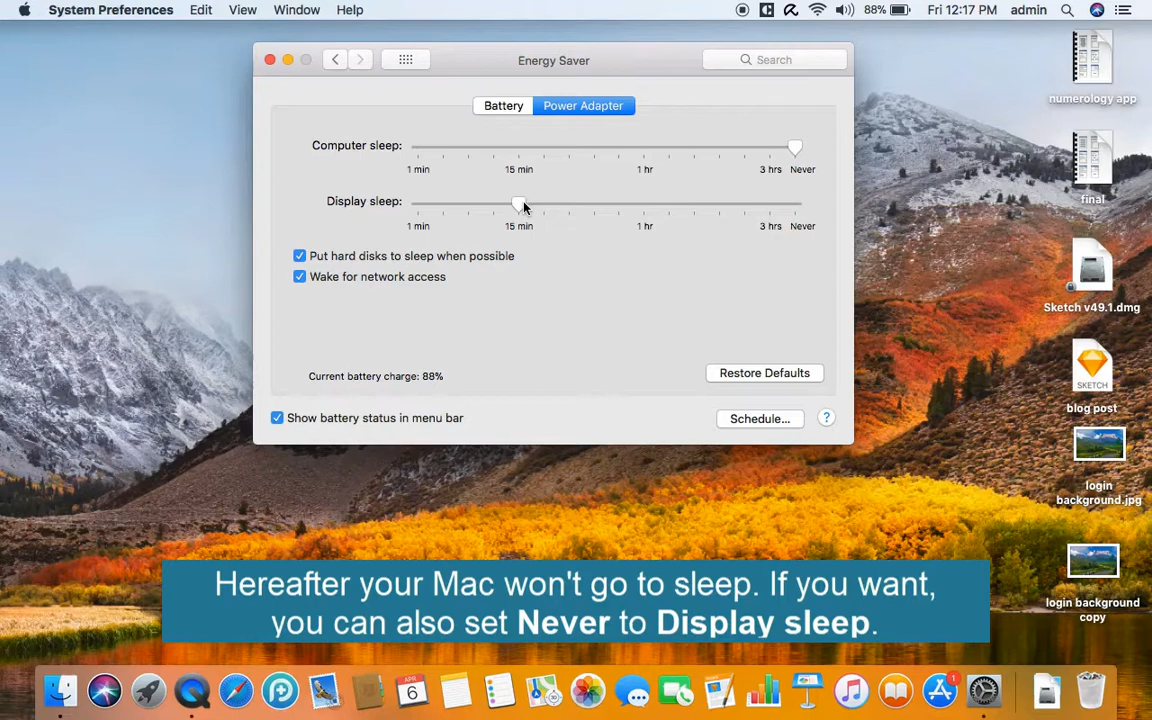 System Preferences Edit View Window Help 88% Fri 12:17 PM admin
Energy Saver
Search
Battery Power Adapter
Computer sleep:
1 min 15 min 1 hr 3 hrs Never
Display sleep:
1 min 15 min 1 hr 3 hrs Never
Put hard disks to sleep when possible
Wake for network access
Current battery charge: 88%
Restore Defaults
Show battery status in menu bar
Schedule... ?
numerology app
final
Sketch v49.1.dmg
SKETCH
blog post
login
background.jpg
login background
copy
Hereafter your Mac won't go to sleep. If you want,
you can also set Never to Display sleep.
6
1